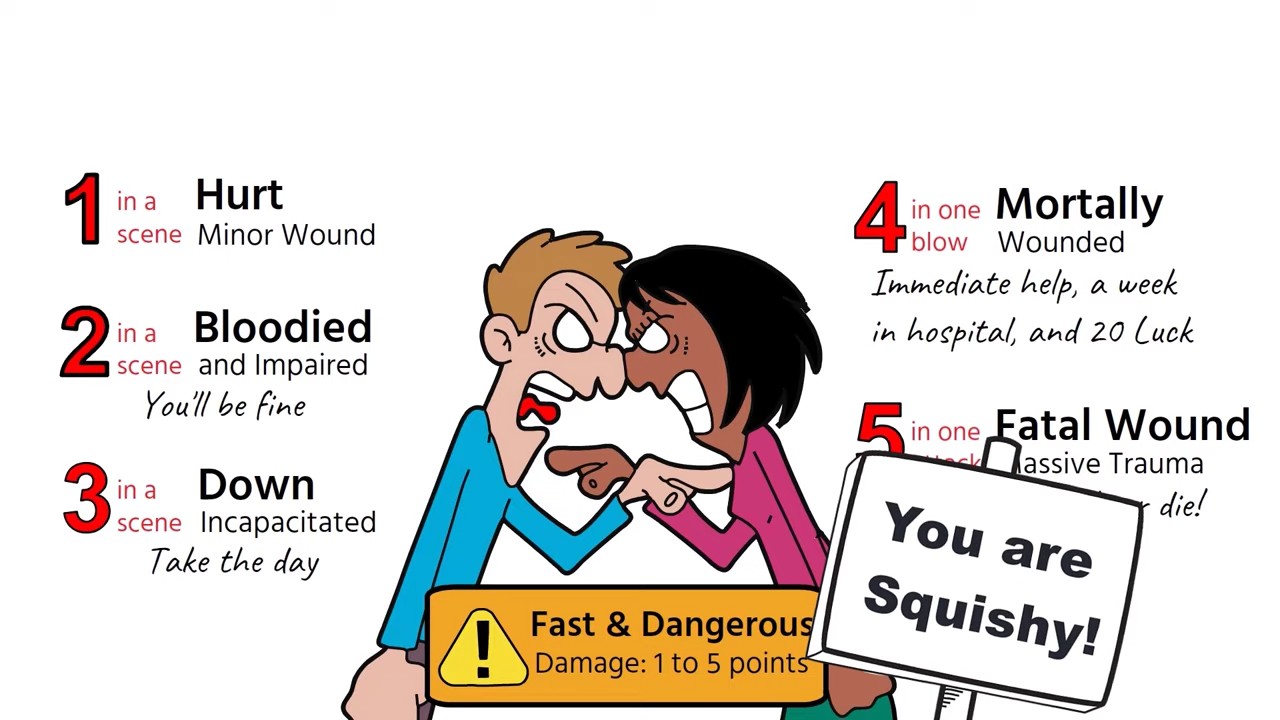 1 in a scene
Hurt
Minor Wound
2 in a scene
Bloodied
and Impaired
You'll be fine
3 in a scene
Down
Incapacitated
Take the day
4 in one blow
Mortally
Wounded
Immediate help, a week
in hospital, and 20 Luck
5 in one
Fatal Wound
Massive Trauma
die!
Fast & Dangerous
Damage: 1 to 5 points
You are
Squishy!